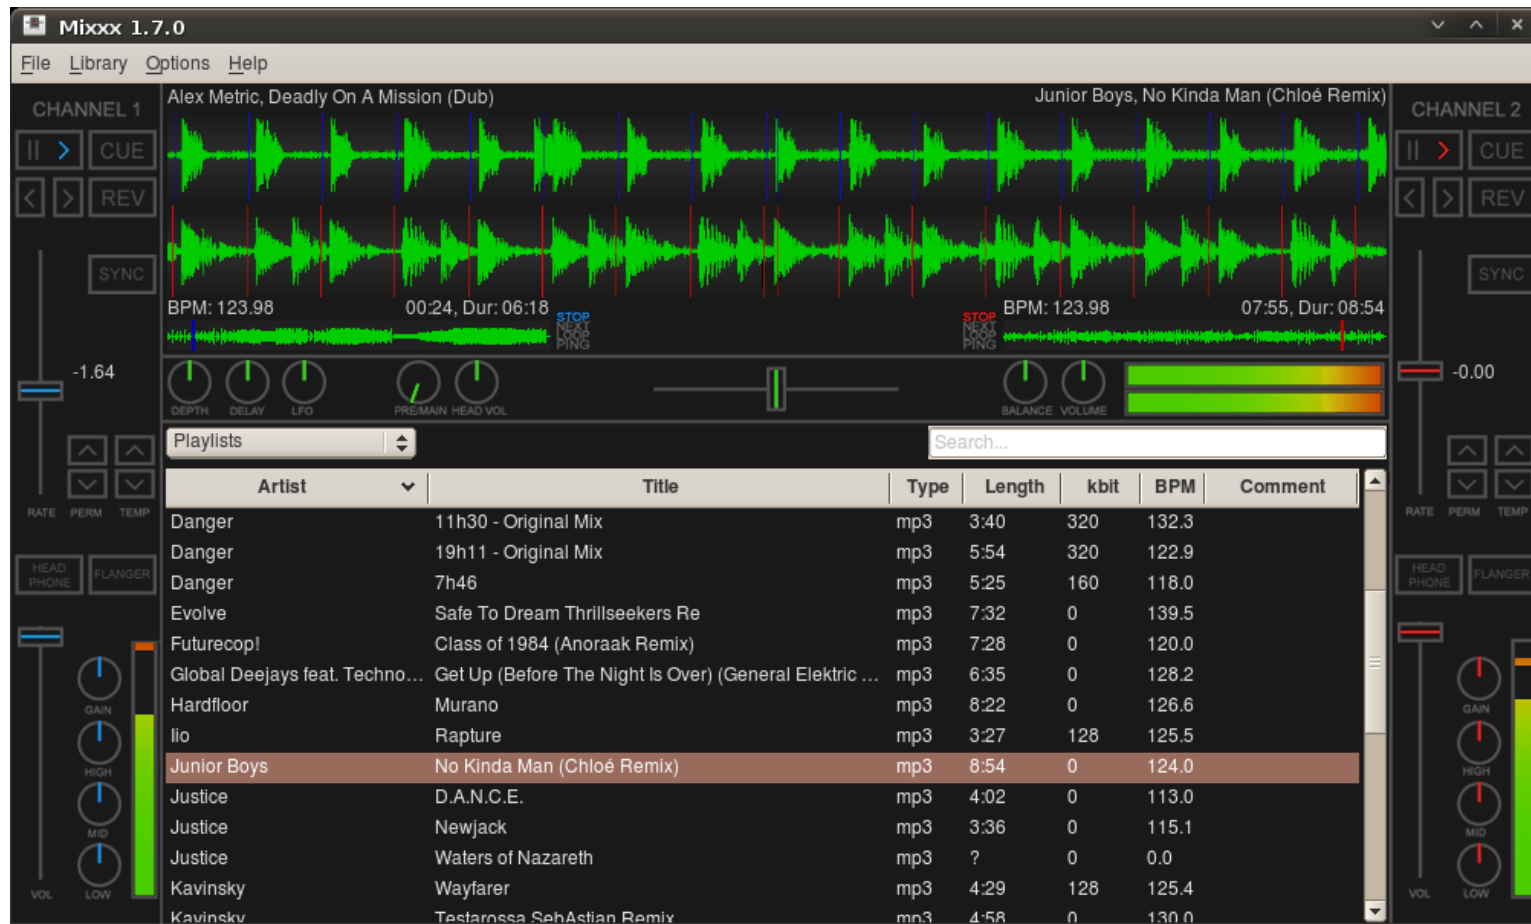 Mixxx 1.7.0
File Library Options Help
CHANNEL 1
CUE
REV
SYNC
-1.64
RATE PERM TEMP
HEAD PHONE FLANGER
GAIN
HIGH
MID
VOL LOW
Alex Metric, Deadly On A Mission (Dub) Junior Boys, No Kinda Man (Chloé Remix)
BPM: 123.98 00:24, Dur: 06:18
STOP
NEXT
LOOP
PING
STOP
NEXT
LOOP
PING
BPM: 123.98 07:55, Dur: 08:54
DEPTH DELAY LFO PRE/MAIN HEAD VOL BALANCE VOLUME
Playlists Search...
Artist Title Type Length kbit BPM Comment
Danger 11h30 - Original Mix mp3 3:40 320 132.3
Danger 19h11 - Original Mix mp3 5:54 320 122.9
Danger 7h46 mp3 5:25 160 118.0
Evolve Safe To Dream Thrillseekers Re mp3 7:32 0 139.5
Futurecop! Class of 1984 (Anoraak Remix) mp3 7:28 0 120.0
Global Deejays feat. Techno... Get Up (Before The Night Is Over) (General Elektric ... mp3 6:35 0 128.2
Hardfloor Murano mp3 8:22 0 126.6
Iio Rapture mp3 3:27 128 125.5
Junior Boys No Kinda Man (Chloé Remix) mp3 8:54 0 124.0
Justice D.A.N.C.E. mp3 4:02 0 113.0
Justice Newjack mp3 3:36 0 115.1
Justice Waters of Nazareth mp3 ? 0 0.0
Kavinsky Wayfarer mp3 4:29 128 125.4
Kavinsky Testarossa SebAstian Remix mp3 4:58 0 130.0
CHANNEL 2
CUE
REV
SYNC
-0.00
RATE PERM TEMP
HEAD PHONE FLANGER
GAIN
HIGH
MID
VOL LOW